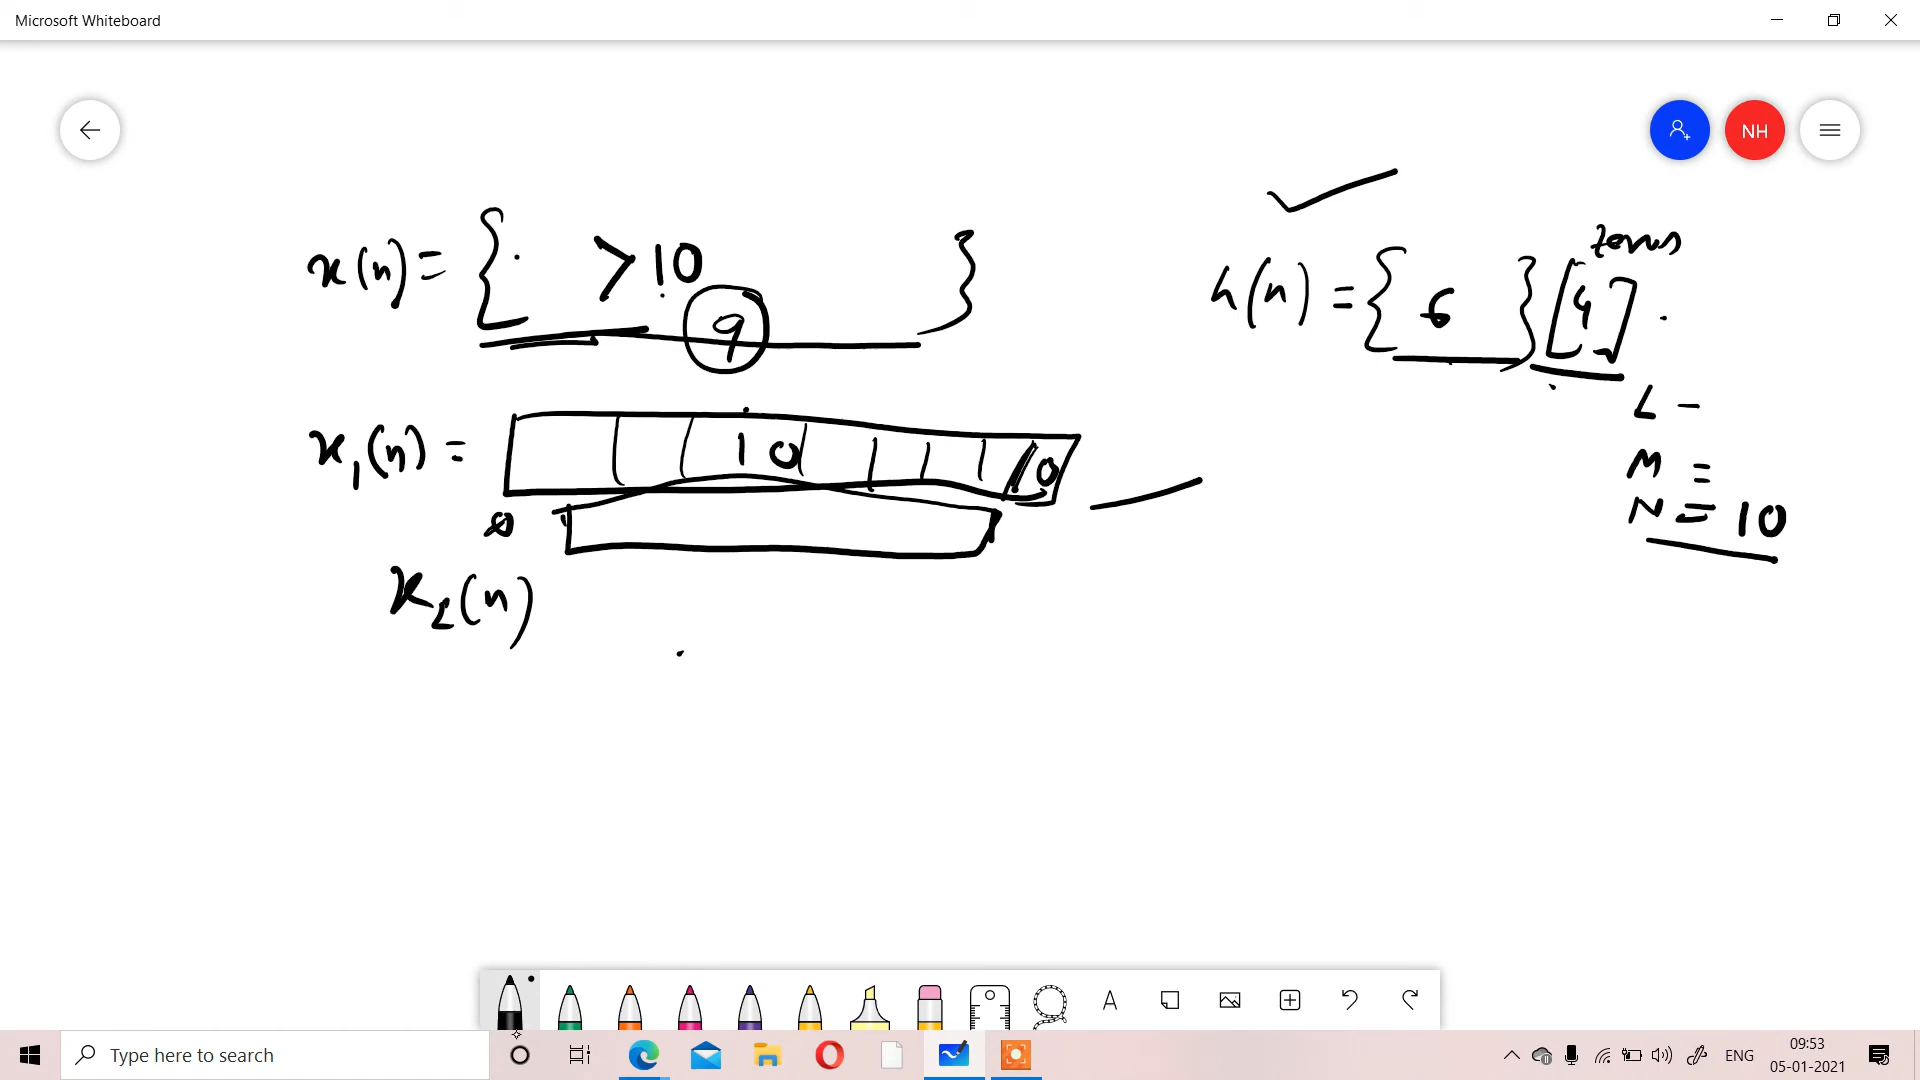 Microsoft Whiteboard
NH
x(n) = { . >10 }
9
h(n) = { 6 } [4] .
zeros
L -
M =
N = 10
x₁(n) = 10 10
0
x₂(n)
A
Type here to search
ENG
09:53
05-01-2021